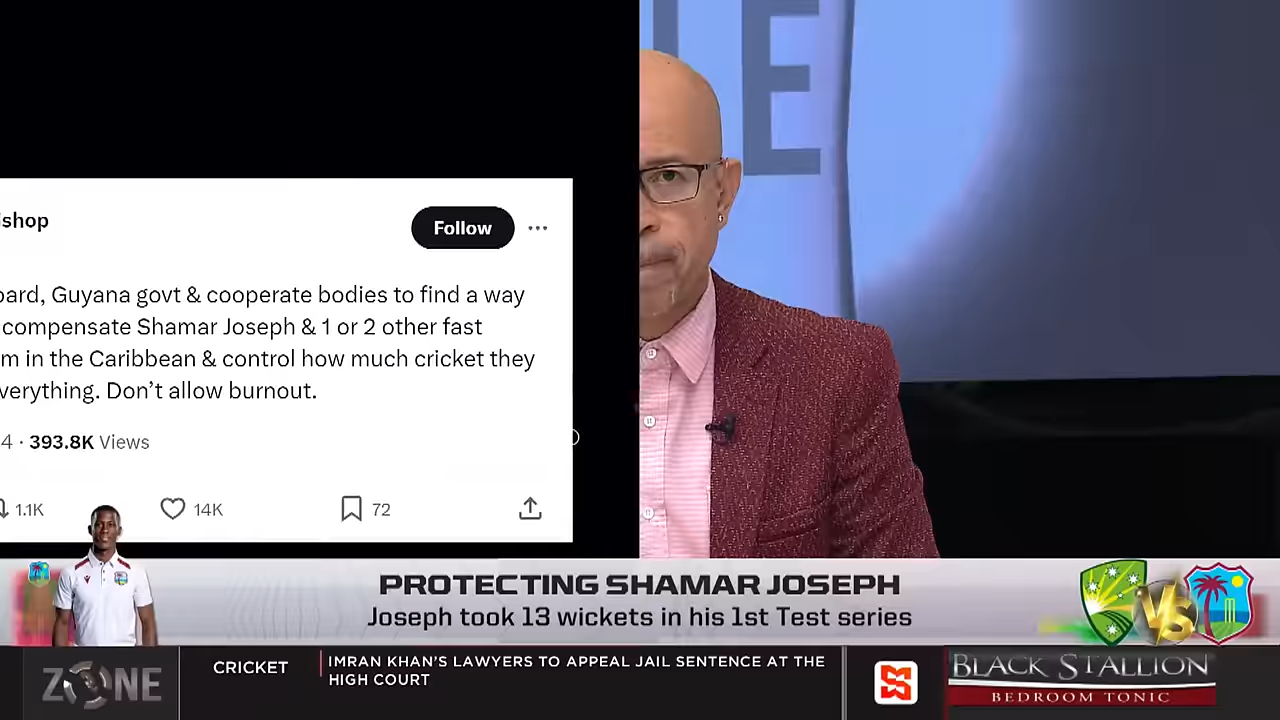 E
ishop
Follow
oard, Guyana govt & cooperate bodies to find a way
compensate Shamar Joseph & 1 or 2 other fast
m in the Caribbean & control how much cricket they
verything. Don't allow burnout.
4 · 393.8K Views
1.1K
14K
72
PROTECTING SHAMAR JOSEPH
Joseph took 13 wickets in his 1st Test series
VS
ZONE
CRICKET
IMRAN KHAN'S LAWYERS TO APPEAL JAIL SENTENCE AT THE
HIGH COURT
BLACK STALLION
BEDROOM TONIC